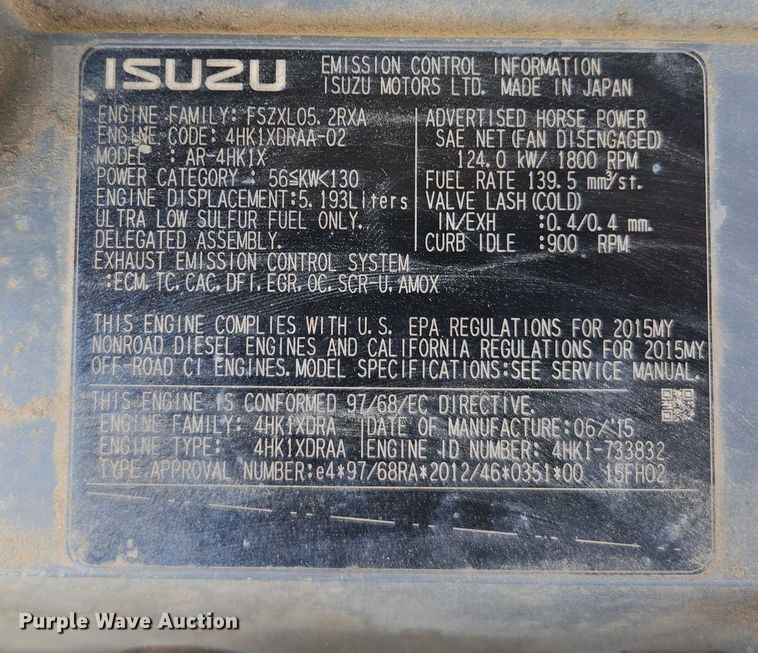 ISUZU EMISSION CONTROL INFORMATION
ISUZU MOTORS LTD. MADE IN JAPAN
ENGINE FAMILY: FSZXL05.2RXA
ENGINE CODE: 4HK1XDRAA-02
MODEL : AR-4HK1X
POWER CATEGORY : 56≤KW<130
ENGINE DISPLACEMENT:5.193Liters
ULTRA LOW SULFUR FUEL ONLY.
DELEGATED ASSEMBLY.
EXHAUST EMISSION CONTROL SYSTEM
:ECM, TC, CAC, DFI, EGR, OC, SCR-U, AMOX
ADVERTISED HORSE POWER
SAE NET(FAN DISENGAGED)
124.0 kW/ 1800 RPM
FUEL RATE 139.5 mm³/st.
VALVE LASH(COLD)
IN/EXH :0.4/0.4 mm.
CURB IDLE :900 RPM
THIS ENGINE COMPLIES WITH U.S. EPA REGULATIONS FOR 2015MY
NONROAD DIESEL ENGINES AND CALIFORNIA REGULATIONS FOR 2015MY
OFF-ROAD CI ENGINES.MODEL SPECIFICATIONS:SEE SERVICE MANUAL.
THIS ENGINE IS CONFORMED 97/68/EC DIRECTIVE.
ENGINE FAMILY: 4HK1XDRA DATE OF MANUFACTURE:06/'15
ENGINE TYPE: 4HK1XDRAA ENGINE ID NUMBER: 4HK1-733832
TYPE APPROVAL NUMBER:e4*97/68RA*2012/46*0351*00 15FH02
Purple Wave Auction